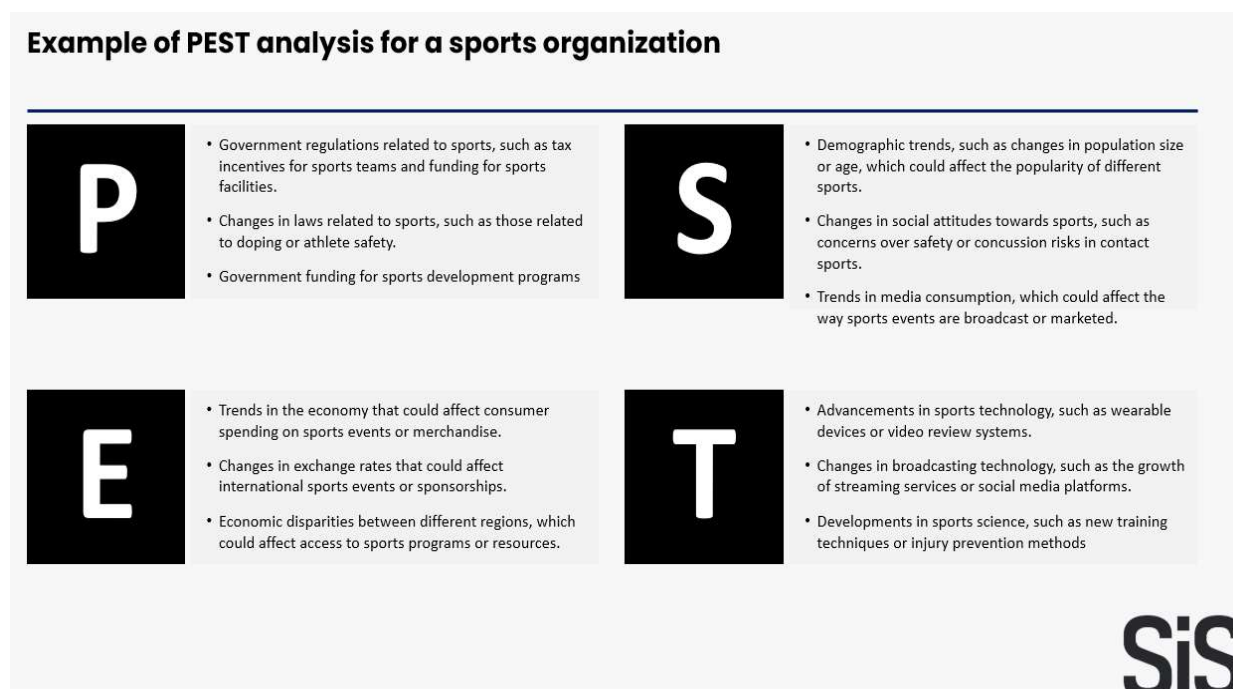 Example of PEST analysis for a sports organization
P
• Government regulations related to sports, such as tax
incentives for sports teams and funding for sports
facilities.
• Changes in laws related to sports, such as those related
to doping or athlete safety.
• Government funding for sports development programs
S
• Demographic trends, such as changes in population size
or age, which could affect the popularity of different
sports.
• Changes in social attitudes towards sports, such as
concerns over safety or concussion risks in contact
sports.
• Trends in media consumption, which could affect the
way sports events are broadcast or marketed.
E
• Trends in the economy that could affect consumer
spending on sports events or merchandise.
• Changes in exchange rates that could affect
international sports events or sponsorships.
• Economic disparities between different regions, which
could affect access to sports programs or resources.
T
• Advancements in sports technology, such as wearable
devices or video review systems.
• Changes in broadcasting technology, such as the growth
of streaming services or social media platforms.
• Developments in sports science, such as new training
techniques or injury prevention methods
SiS